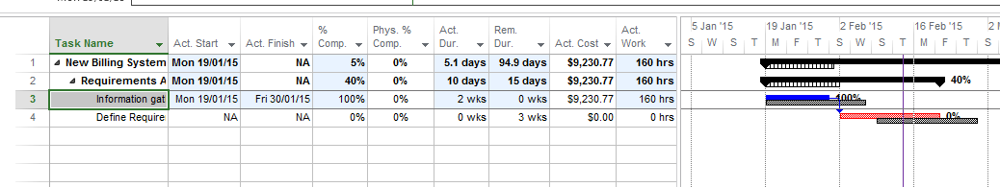 5 Jan '15 19 Jan '15 2 Feb '15 16 Feb '15
Task Name Act. Start Act. Finish % Comp. Phys. % Comp. Act. Dur. Rem. Dur. Act. Cost Act. Work
S W S T M F T S W S T M F T S
1 New Billing System Mon 19/01/15 NA 5% 0% 5.1 days 94.9 days $9,230.77 160 hrs
2 Requirements A Mon 19/01/15 NA 40% 0% 10 days 15 days $9,230.77 160 hrs 40%
3 Information gat Mon 19/01/15 Fri 30/01/15 100% 0% 2 wks 0 wks $9,230.77 160 hrs 100%
4 Define Require NA NA 0% 0% 0 wks 3 wks $0.00 0 hrs 0%